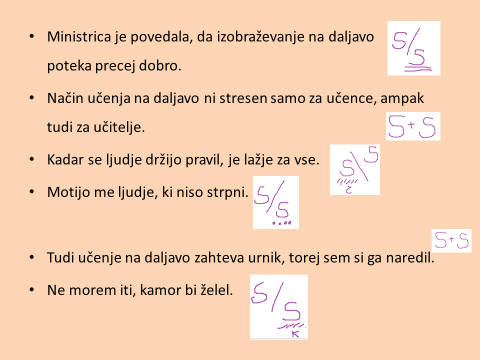 • Ministrica je povedala, da izobraževanje na daljavo
poteka precej dobro.
S/S
• Način učenja na daljavo ni stresen samo za učence, ampak
tudi za učitelje.
S+S
• Kadar se ljudje držijo pravil, je lažje za vse.
S\S
č
• Motijo me ljudje, ki niso strpni.
S/S
• Tudi učenje na daljavo zahteva urnik, torej sem si ga naredil.
S+S
• Ne morem iti, kamor bi želel.
S/S
K